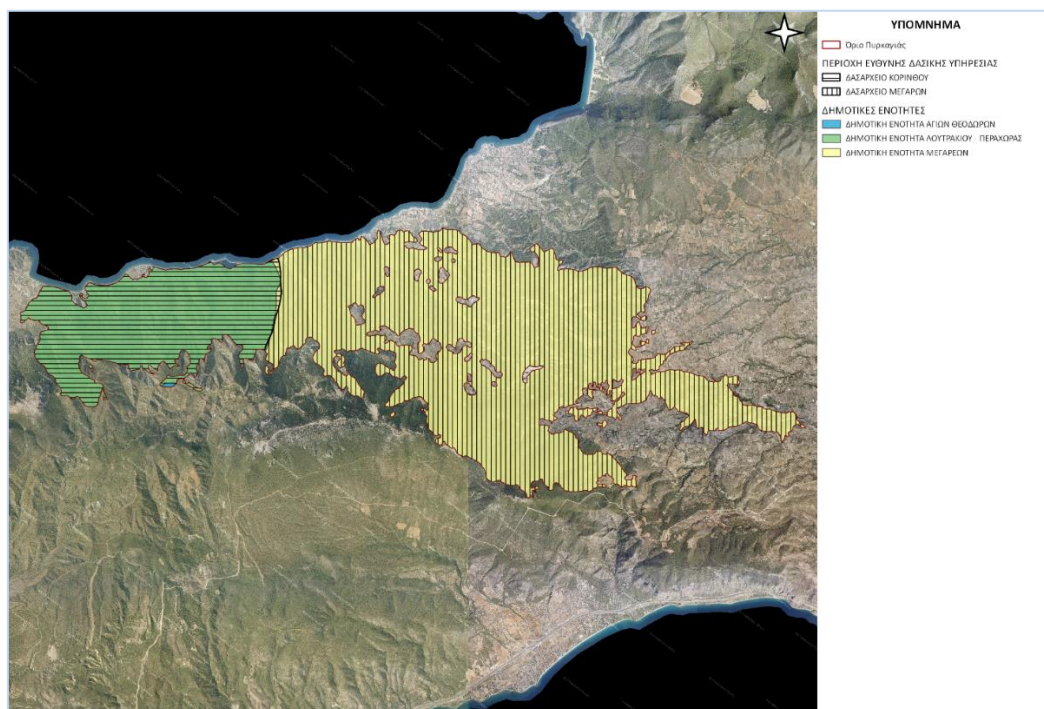 ΥΠΟΜΝΗΜΑ
Όριο Πυρκαγιάς
ΠΕΡΙΟΧΗ ΕΥΘΥΝΗΣ ΔΑΣΙΚΗΣ ΥΠΗΡΕΣΙΑΣ
ΔΑΣΑΡΧΕΙΟ ΚΟΡΙΝΘΟΥ
ΔΑΣΑΡΧΕΙΟ ΜΕΓΑΡΩΝ
ΔΗΜΟΤΙΚΕΣ ΕΝΟΤΗΤΕΣ
ΔΗΜΟΤΙΚΗ ΕΝΟΤΗΤΑ ΑΓΙΩΝ ΘΕΟΔΩΡΩΝ
ΔΗΜΟΤΙΚΗ ΕΝΟΤΗΤΑ ΛΟΥΤΡΑΚΙΟΥ - ΠΕΡΑΧΩΡΑΣ
ΔΗΜΟΤΙΚΗ ΕΝΟΤΗΤΑ ΜΕΓΑΡΕΩΝ